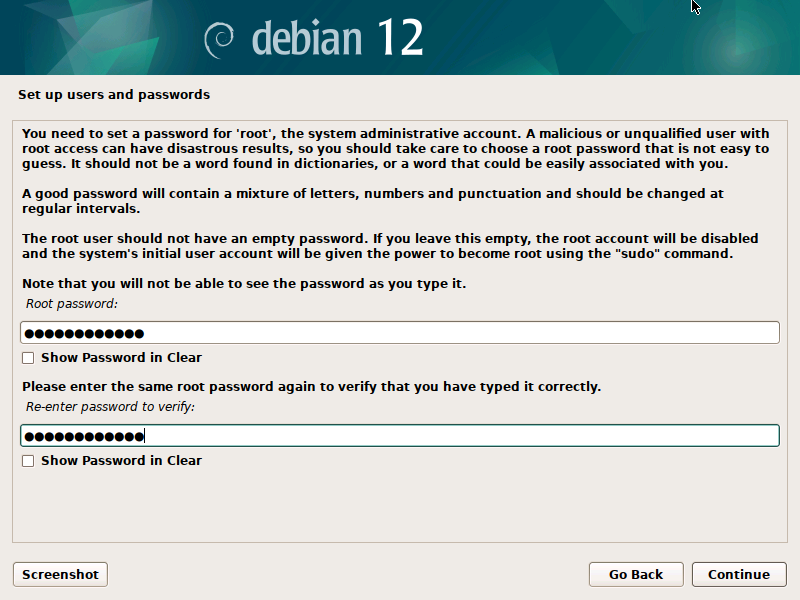 debian 12
Set up users and passwords
You need to set a password for 'root', the system administrative account. A malicious or unqualified user with
root access can have disastrous results, so you should take care to choose a root password that is not easy to
guess. It should not be a word found in dictionaries, or a word that could be easily associated with you.
A good password will contain a mixture of letters, numbers and punctuation and should be changed at
regular intervals.
The root user should not have an empty password. If you leave this empty, the root account will be disabled
and the system's initial user account will be given the power to become root using the "sudo" command.
Note that you will not be able to see the password as you type it.
Root password:
●●●●●●●●●●●●
Show Password in Clear
Please enter the same root password again to verify that you have typed it correctly.
Re-enter password to verify:
●●●●●●●●●●●●
Show Password in Clear
Screenshot
Go Back
Continue